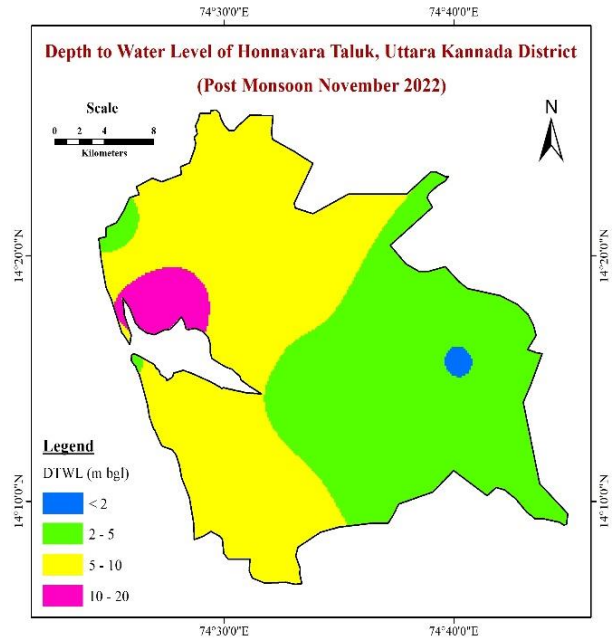 74°30'0"E
74°40'0"E
Depth to Water Level of Honnavara Taluk, Uttara Kannada District
(Post Monsoon November 2022)
Scale
0 2 4 8
Kilometers
N
14°20'0"N
14°20'0"N
14°10'0"N
14°10'0"N
Legend
DTWL (m bgl)
< 2
2 - 5
5 - 10
10 - 20
74°30'0"E
74°40'0"E